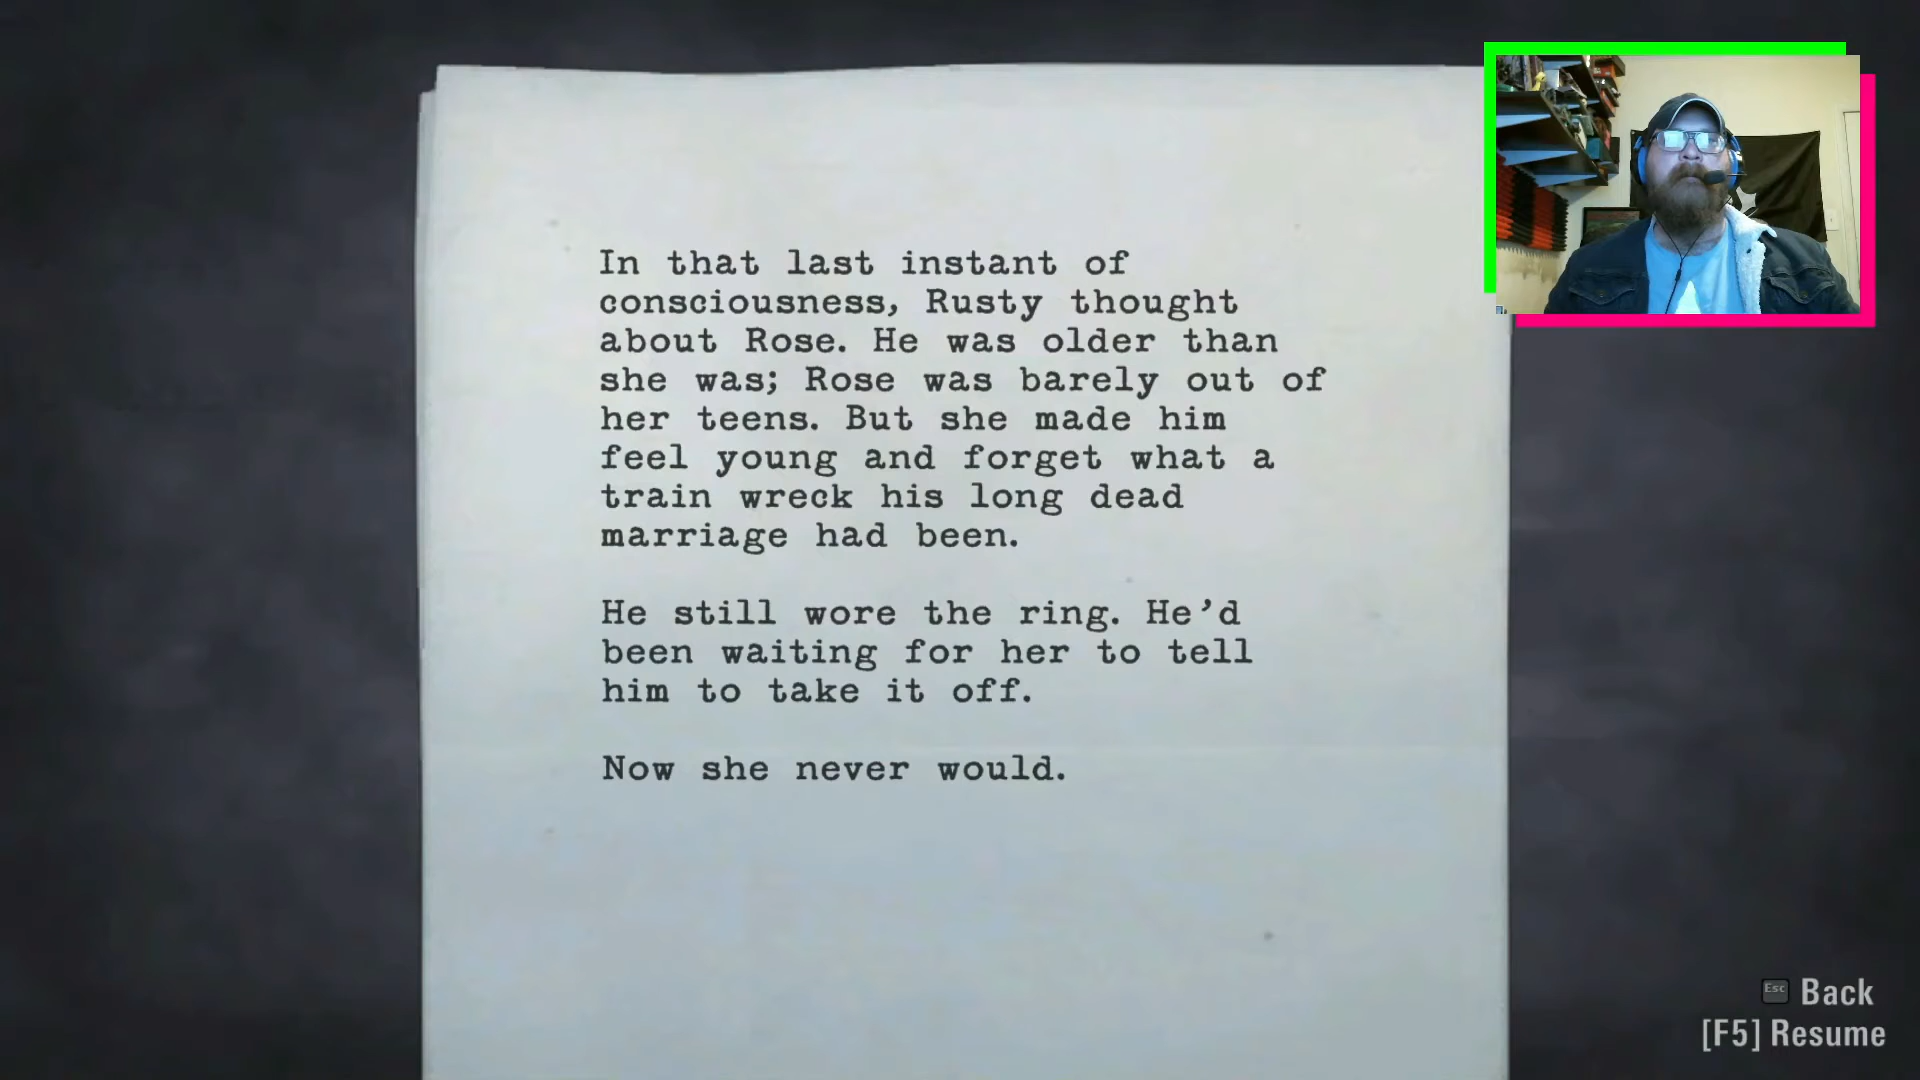 In that last instant of
consciousness, Rusty thought
about Rose. He was older than
she was; Rose was barely out of
her teens. But she made him
feel young and forget what a
train wreck his long dead
marriage had been.
He still wore the ring. He’d
been waiting for her to tell
him to take it off.
Now she never would.
Esc Back
[F5] Resume